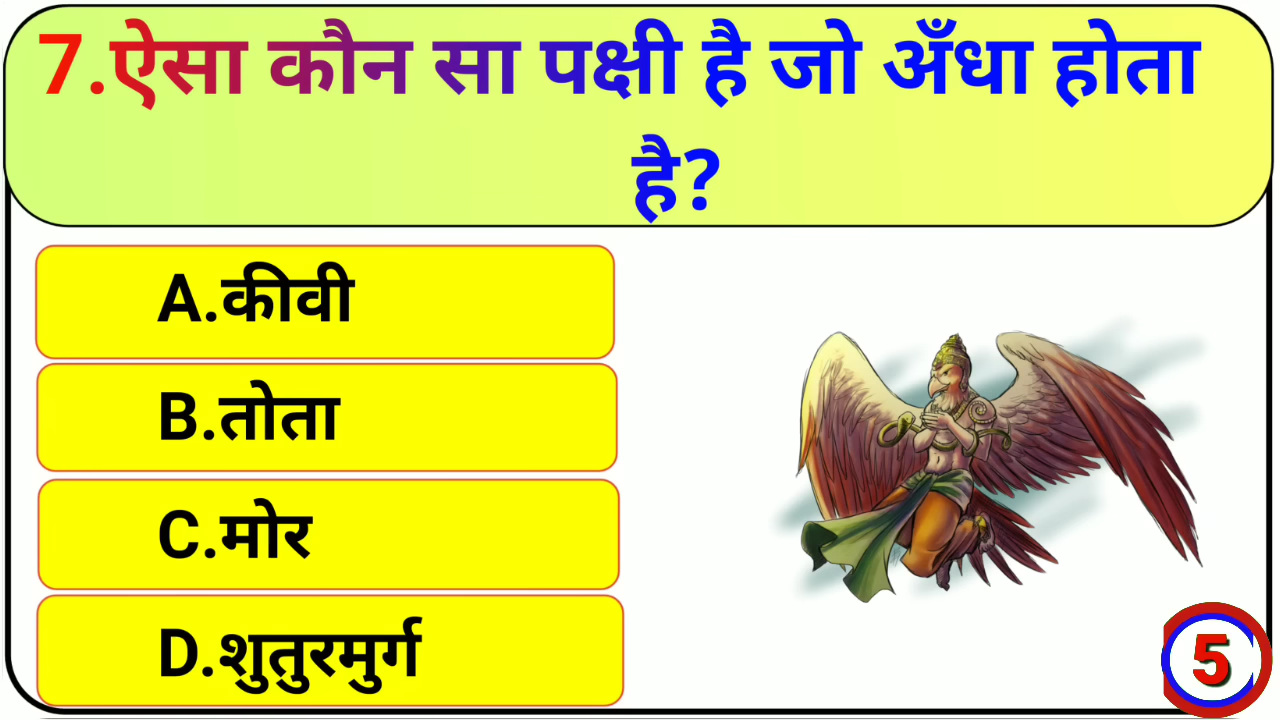 7.ऐसा कौन सा पक्षी है जो अँधा होता
है?
A.कीवी
B.तोता
C.मोर
D.शुतुरमुर्ग
5